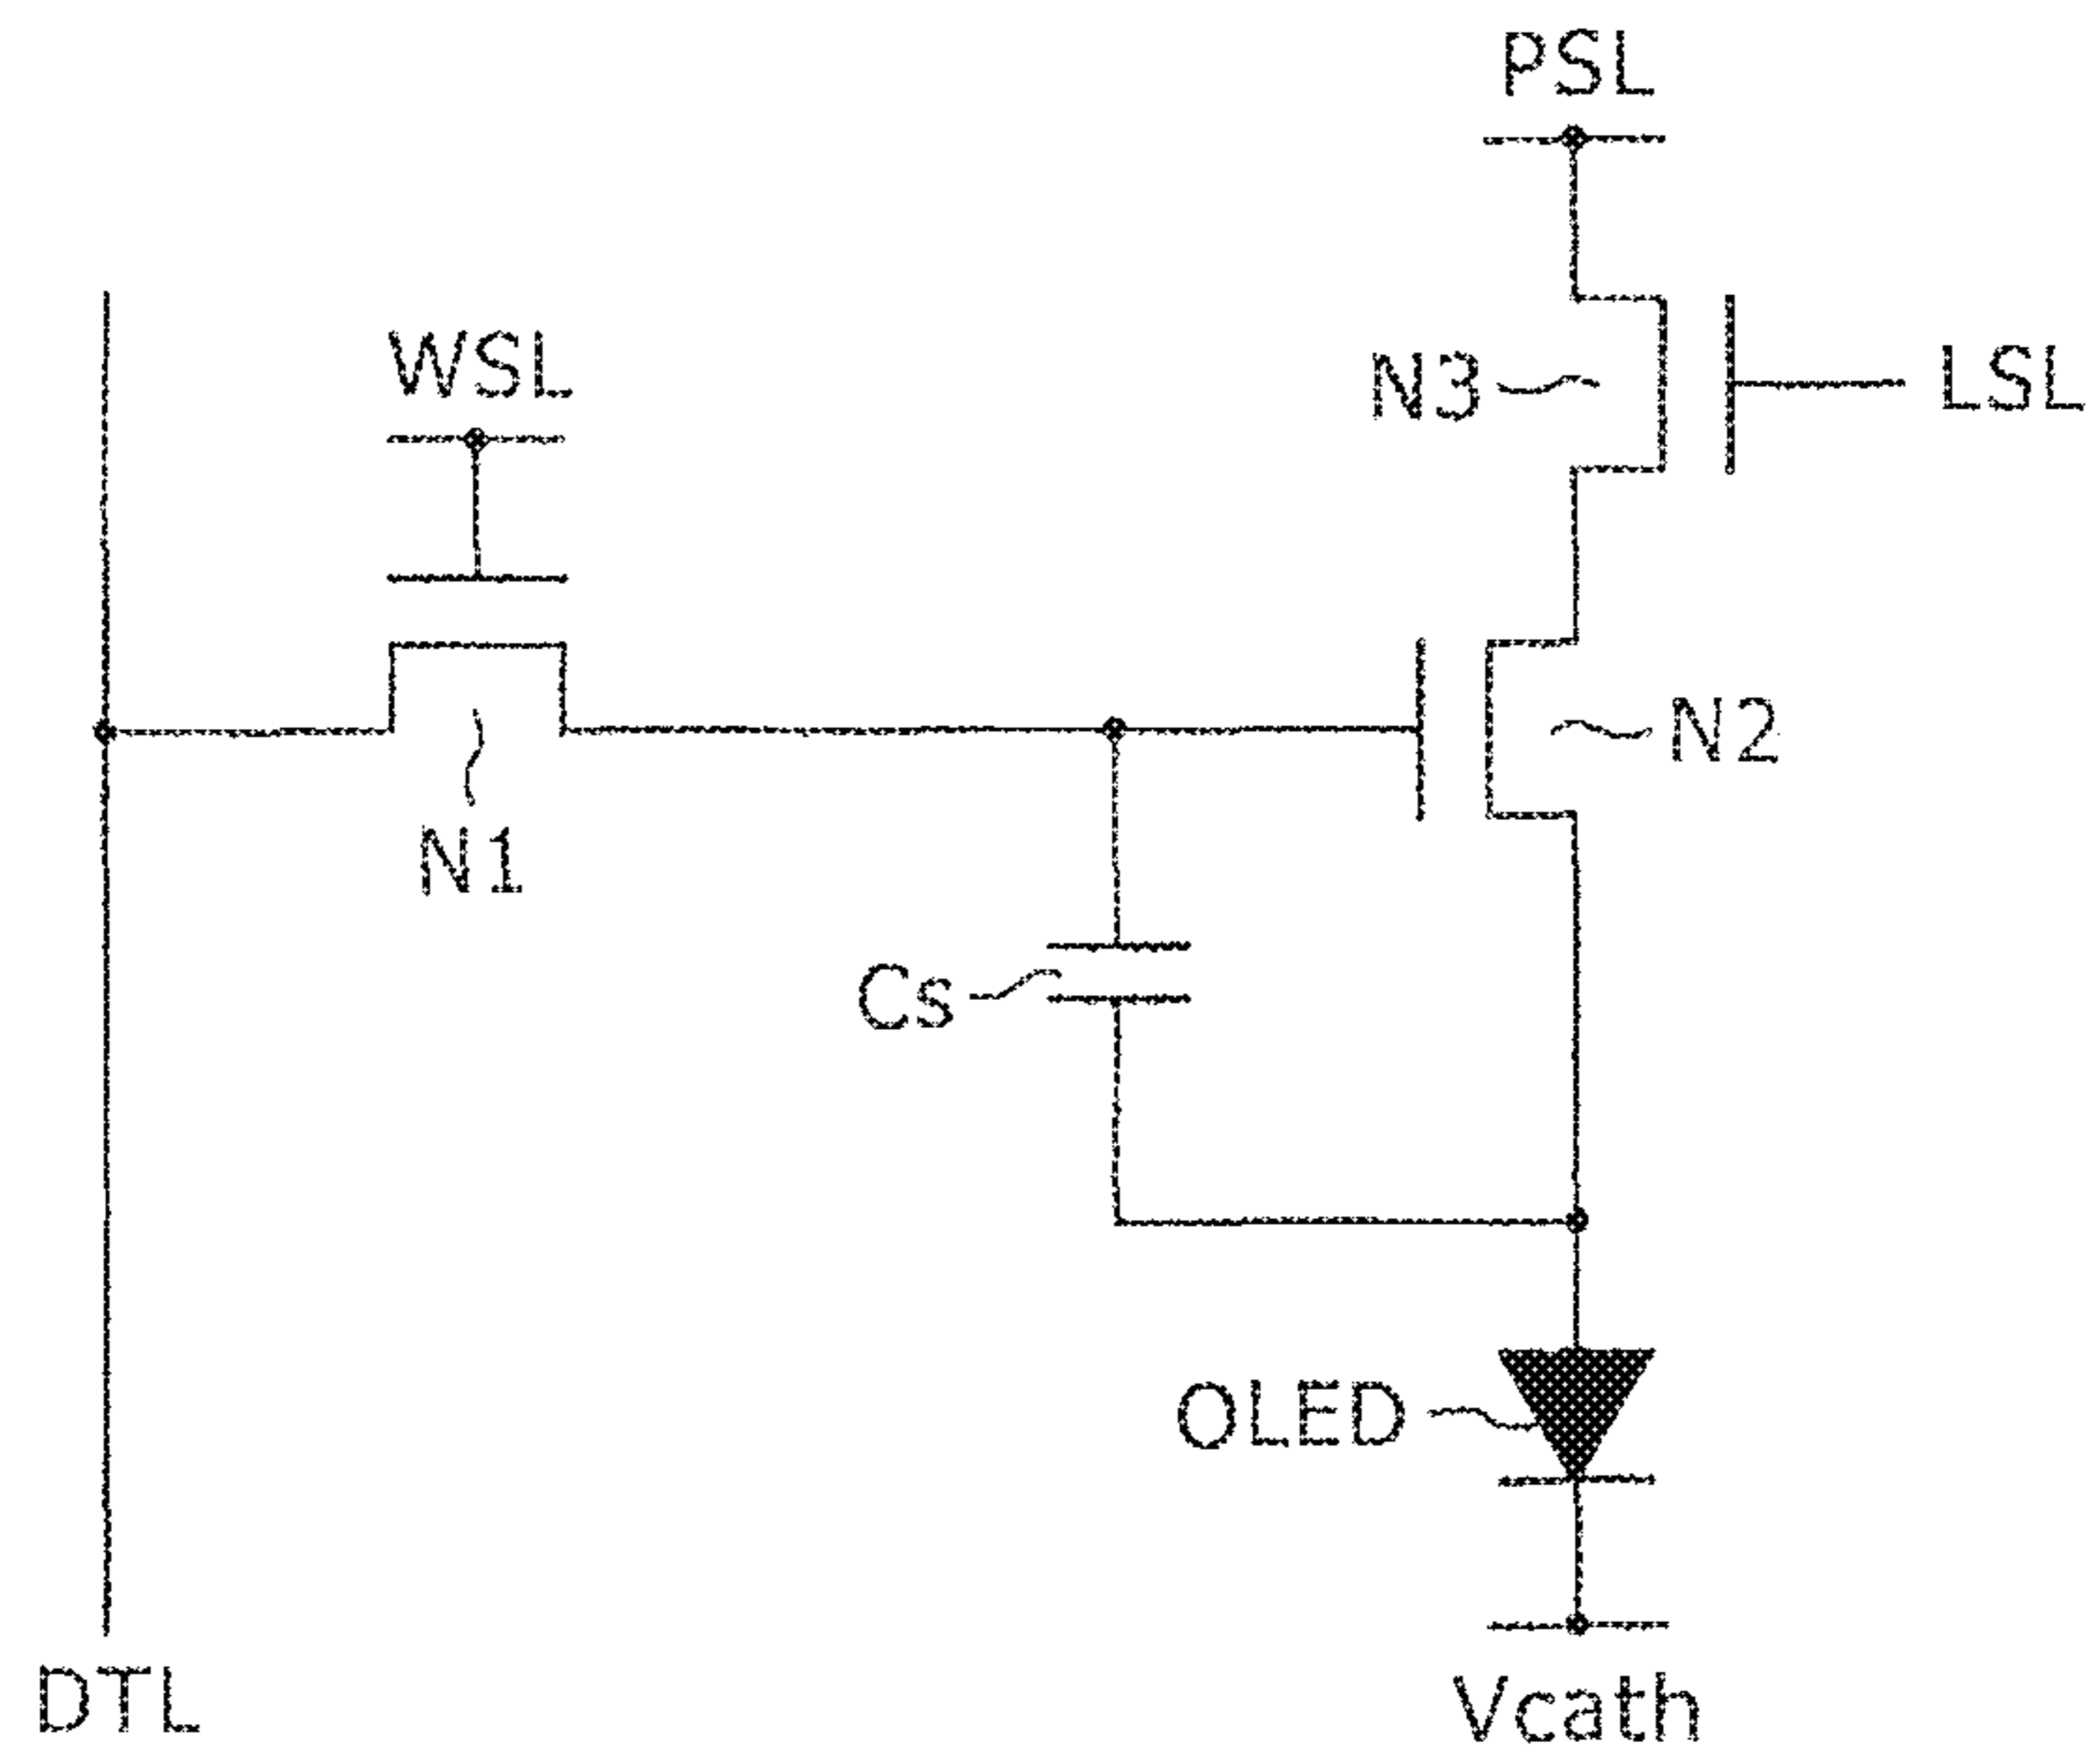 PSL
WSL
N3
LSL
N2
N1
Cs
OLED
DTL
Vcath